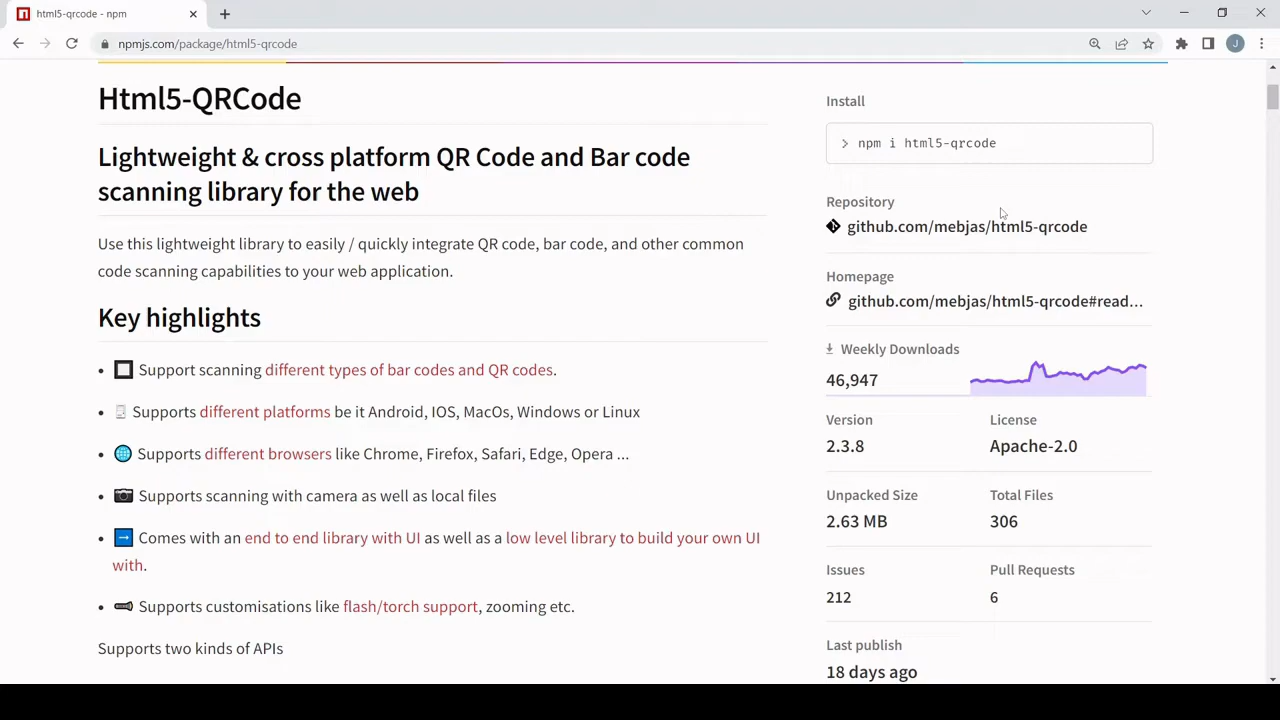 html5-qrcode - npm
npmjs.com/package/html5-qrcode
J
Html5-QRCode
Lightweight & cross platform QR Code and Bar code
scanning library for the web
Use this lightweight library to easily / quickly integrate QR code, bar code, and other common
code scanning capabilities to your web application.
Key highlights
Support scanning different types of bar codes and QR codes.
Supports different platforms be it Android, IOS, MacOs, Windows or Linux
Supports different browsers like Chrome, Firefox, Safari, Edge, Opera ...
Supports scanning with camera as well as local files
Comes with an end to end library with UI as well as a low level library to build your own UI
with.
Supports customisations like flash/torch support, zooming etc.
Supports two kinds of APIs
Install
> npm i html5-qrcode
Repository
github.com/mebjas/html5-qrcode
Homepage
github.com/mebjas/html5-qrcode#read...
Weekly Downloads
46,947
Version License
2.3.8 Apache-2.0
Unpacked Size Total Files
2.63 MB 306
Issues Pull Requests
212 6
Last publish
18 days ago